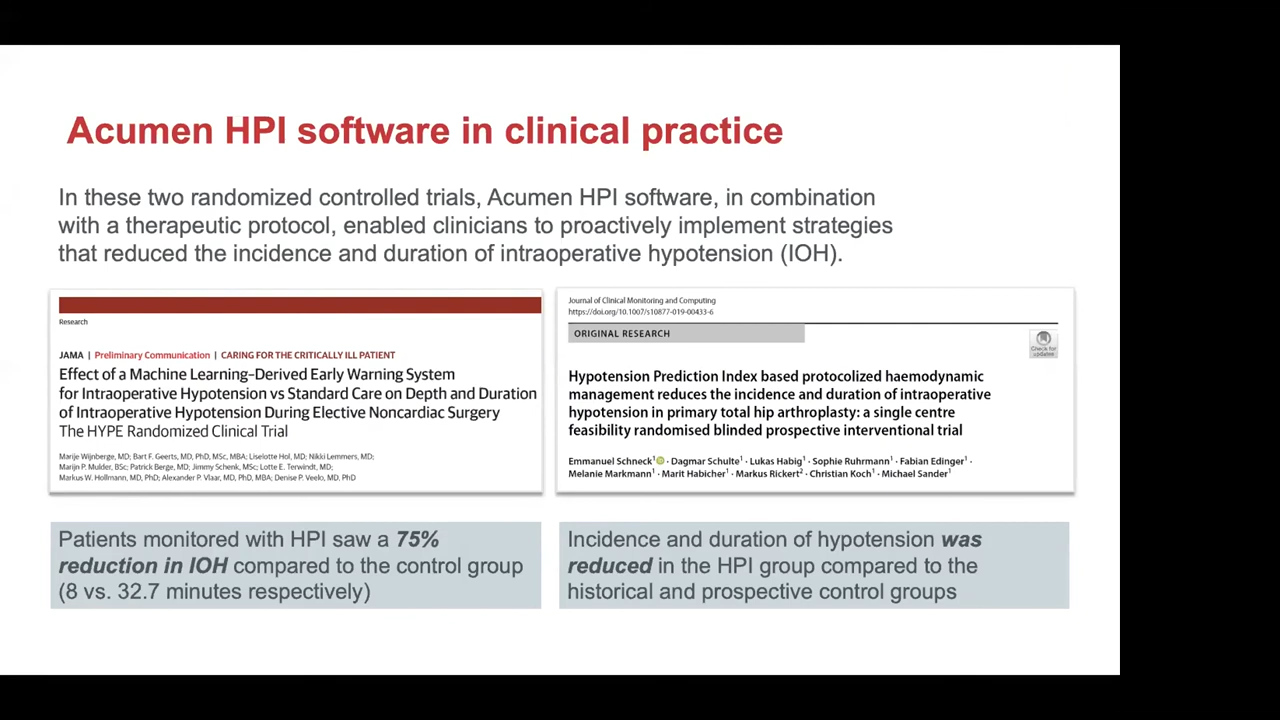 Acumen HPI software in clinical practice
In these two randomized controlled trials, Acumen HPI software, in combination
with a therapeutic protocol, enabled clinicians to proactively implement strategies
that reduced the incidence and duration of intraoperative hypotension (IOH).
Research
JAMA | Preliminary Communication | CARING FOR THE CRITICALLY ILL PATIENT
Effect of a Machine Learning–Derived Early Warning System
for Intraoperative Hypotension vs Standard Care on Depth and Duration
of Intraoperative Hypotension During Elective Noncardiac Surgery
The HYPE Randomized Clinical Trial
Marije Wijnberge, MD; Bart F. Geerts, MD, PhD, MSc, MBA; Liselotte Hol, MD; Nikki Lemmers, MD;
Marijn P. Mulder, BSc; Patrick Berge, MD; Jimmy Schenk, MSc; Lotte E. Terwindt, MD;
Markus W. Hollmann, MD, PhD; Alexander P. Vlaar, MD, PhD, MBA; Denise P. Veelo, MD, PhD
Journal of Clinical Monitoring and Computing
https://doi.org/10.1007/s10877-019-00433-6
ORIGINAL RESEARCH
Check for
updates
Hypotension Prediction Index based protocolized haemodynamic
management reduces the incidence and duration of intraoperative
hypotension in primary total hip arthroplasty: a single centre
feasibility randomised blinded prospective interventional trial
Emmanuel Schneck1 · Dagmar Schulte1 · Lukas Habig1 · Sophie Ruhrmann1 · Fabian Edinger1 ·
Melanie Markmann1 · Marit Habicher1 · Markus Rickert2 · Christian Koch1 · Michael Sander1
Patients monitored with HPI saw a 75%
reduction in IOH compared to the control group
(8 vs. 32.7 minutes respectively)
Incidence and duration of hypotension was
reduced in the HPI group compared to the
historical and prospective control groups